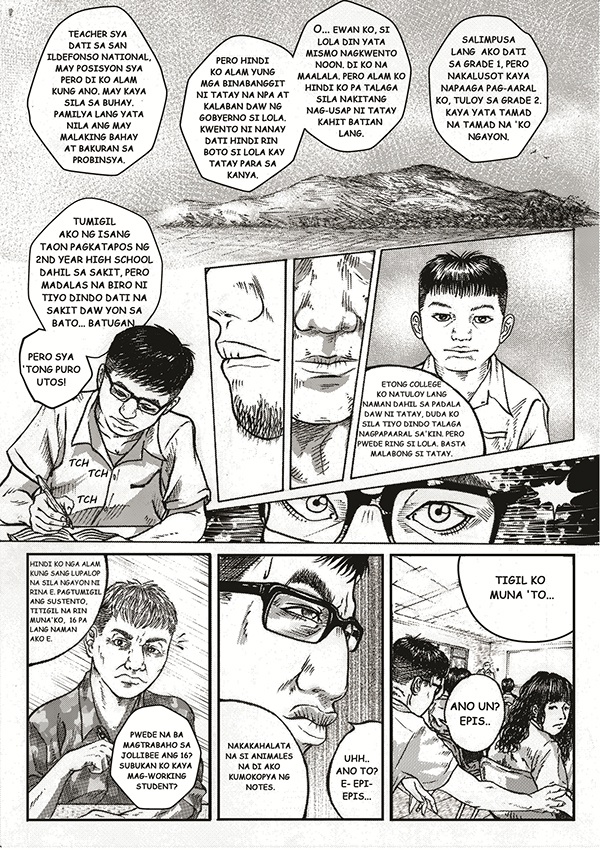 TEACHER SYA
DATI SA SAN
ILDEFONSO NATIONAL,
MAY POSISYON SYA
PERO DI KO ALAM
KUNG ANO. MAY KAYA
SILA SA BUHAY.
PAMILYA LANG YATA
NILA ANG MAY
MALAKING BAHAY
AT BAKURAN SA
PROBINSYA.
PERO HINDI
KO ALAM YUNG
MGA BINABANGGIT
NI TATAY NA NPA AT
KALABAN DAW NG
GOBYERNO SI LOLA.
KWENTO NI NANAY
DATI HINDI RIN
BOTO SI LOLA KAY
TATAY PARA SA
KANYA.
O... EWAN KO, SI
LOLA DIN YATA
MISMO NAGKWENTO
NOON. DI KO NA
MAALALA. PERO ALAM KO
HINDI KO PA TALAGA
SILA NAKITANG
NAG-USAP NI TATAY
KAHIT BATIAN
LANG.
SALIMPUSA
LANG AKO DATI
SA GRADE 1, PERO
NAKALUSOT KAYA
NAPAAGA PAG-AARAL
KO, TULOY SA GRADE 2.
KAYA YATA TAMAD
NA TAMAD NA 'KO
NGAYON.
TUMIGIL
AKO NG ISANG
TAON PAGKATAPOS NG
2ND YEAR HIGH SCHOOL
DAHIL SA SAKIT, PERO
MADALAS NA BIRO NI
TIYO DINDO DATI NA
SAKIT DAW YON SA
BATO... BATUGAN.
PERO SYA
'TONG PURO
UTOS!
TCH
TCH
TCH
ETONG COLLEGE
KO NATULOY LANG
NAMAN DAHIL SA PADALA
DAW NI TATAY, DUDA KO
SILA TIYO DINDO TALAGA
NAGPAPAARAL SA'KIN. PERO
PWEDE RING SI LOLA. BASTA
MALABONG SI TATAY.
HINDI KO NGA ALAM
KUNG SANG LUPALOP
NA SILA NGAYON NI
RINA E. PAGTUMIGIL
ANG SUSTENTO,
TITIGIL NA RIN
MUNA'KO, 16 PA
LANG NAMAN
AKO E.
PWEDE NA BA
MAGTRABAHO SA
JOLLIBEE ANG 16?
SUBUKAN KO KAYA
MAG-WORKING
STUDENT?
NAKAKAHALATA
NA SI ANIMALES
NA DI AKO
KUMOKOPYA NG
NOTES.
UHH..
ANO TO?
E- EPI-
EPIS...
TIGIL KO
MUNA 'TO...
ANO UN?
EPIS..